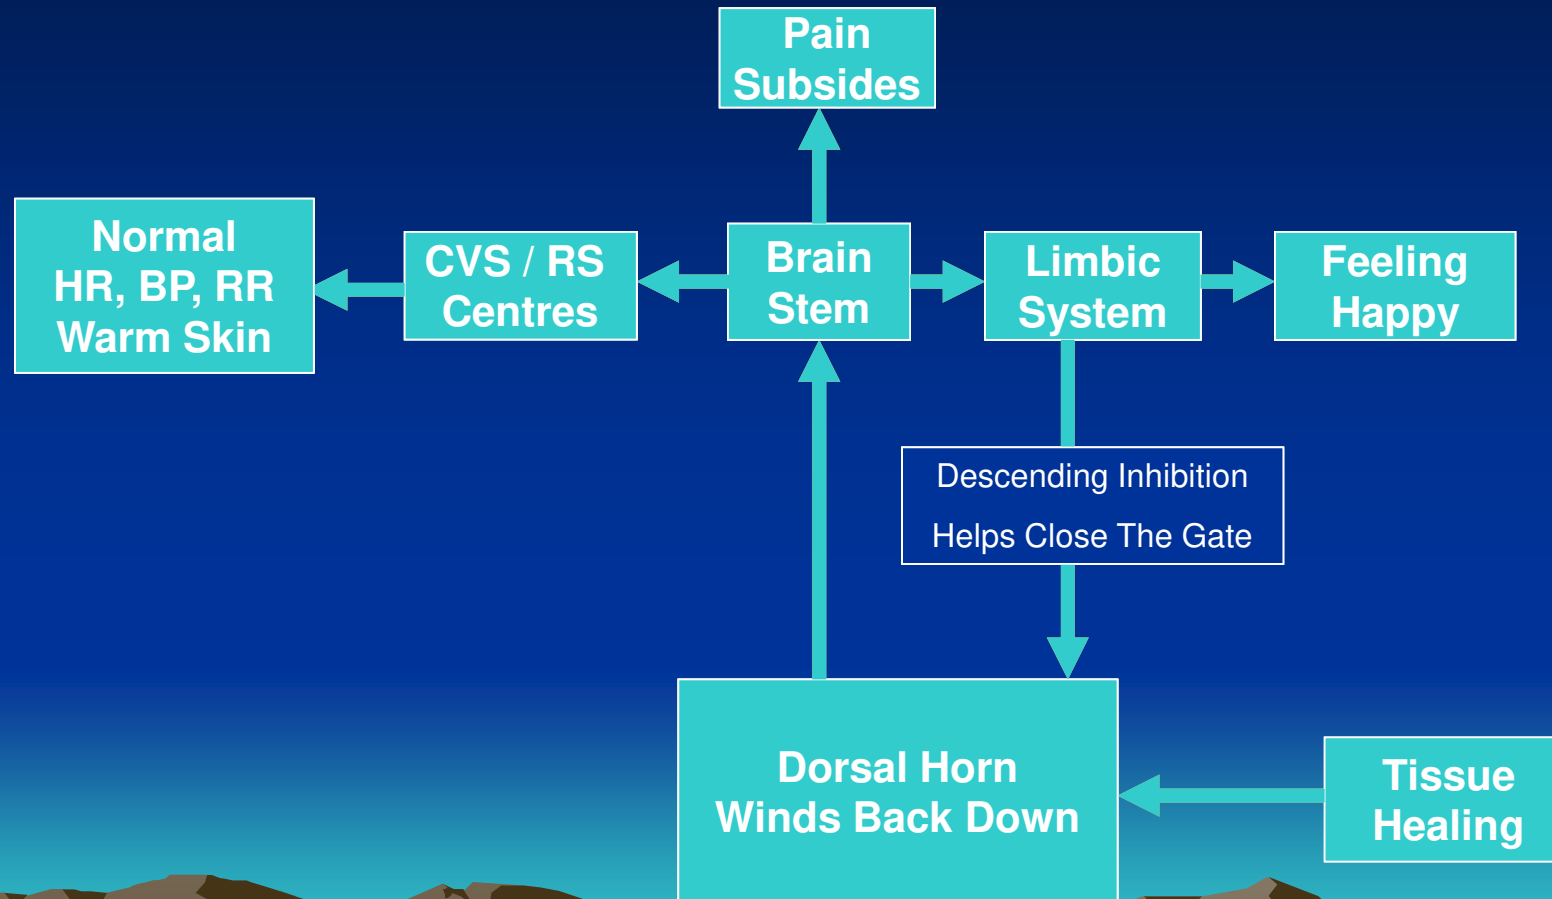 Pain
Subsides
Normal
HR, BP, RR
Warm Skin
CVS / RS
Centres
Brain
Stem
Limbic
System
Feeling
Happy
Descending Inhibition
Helps Close The Gate
Dorsal Horn
Winds Back Down
Tissue
Healing